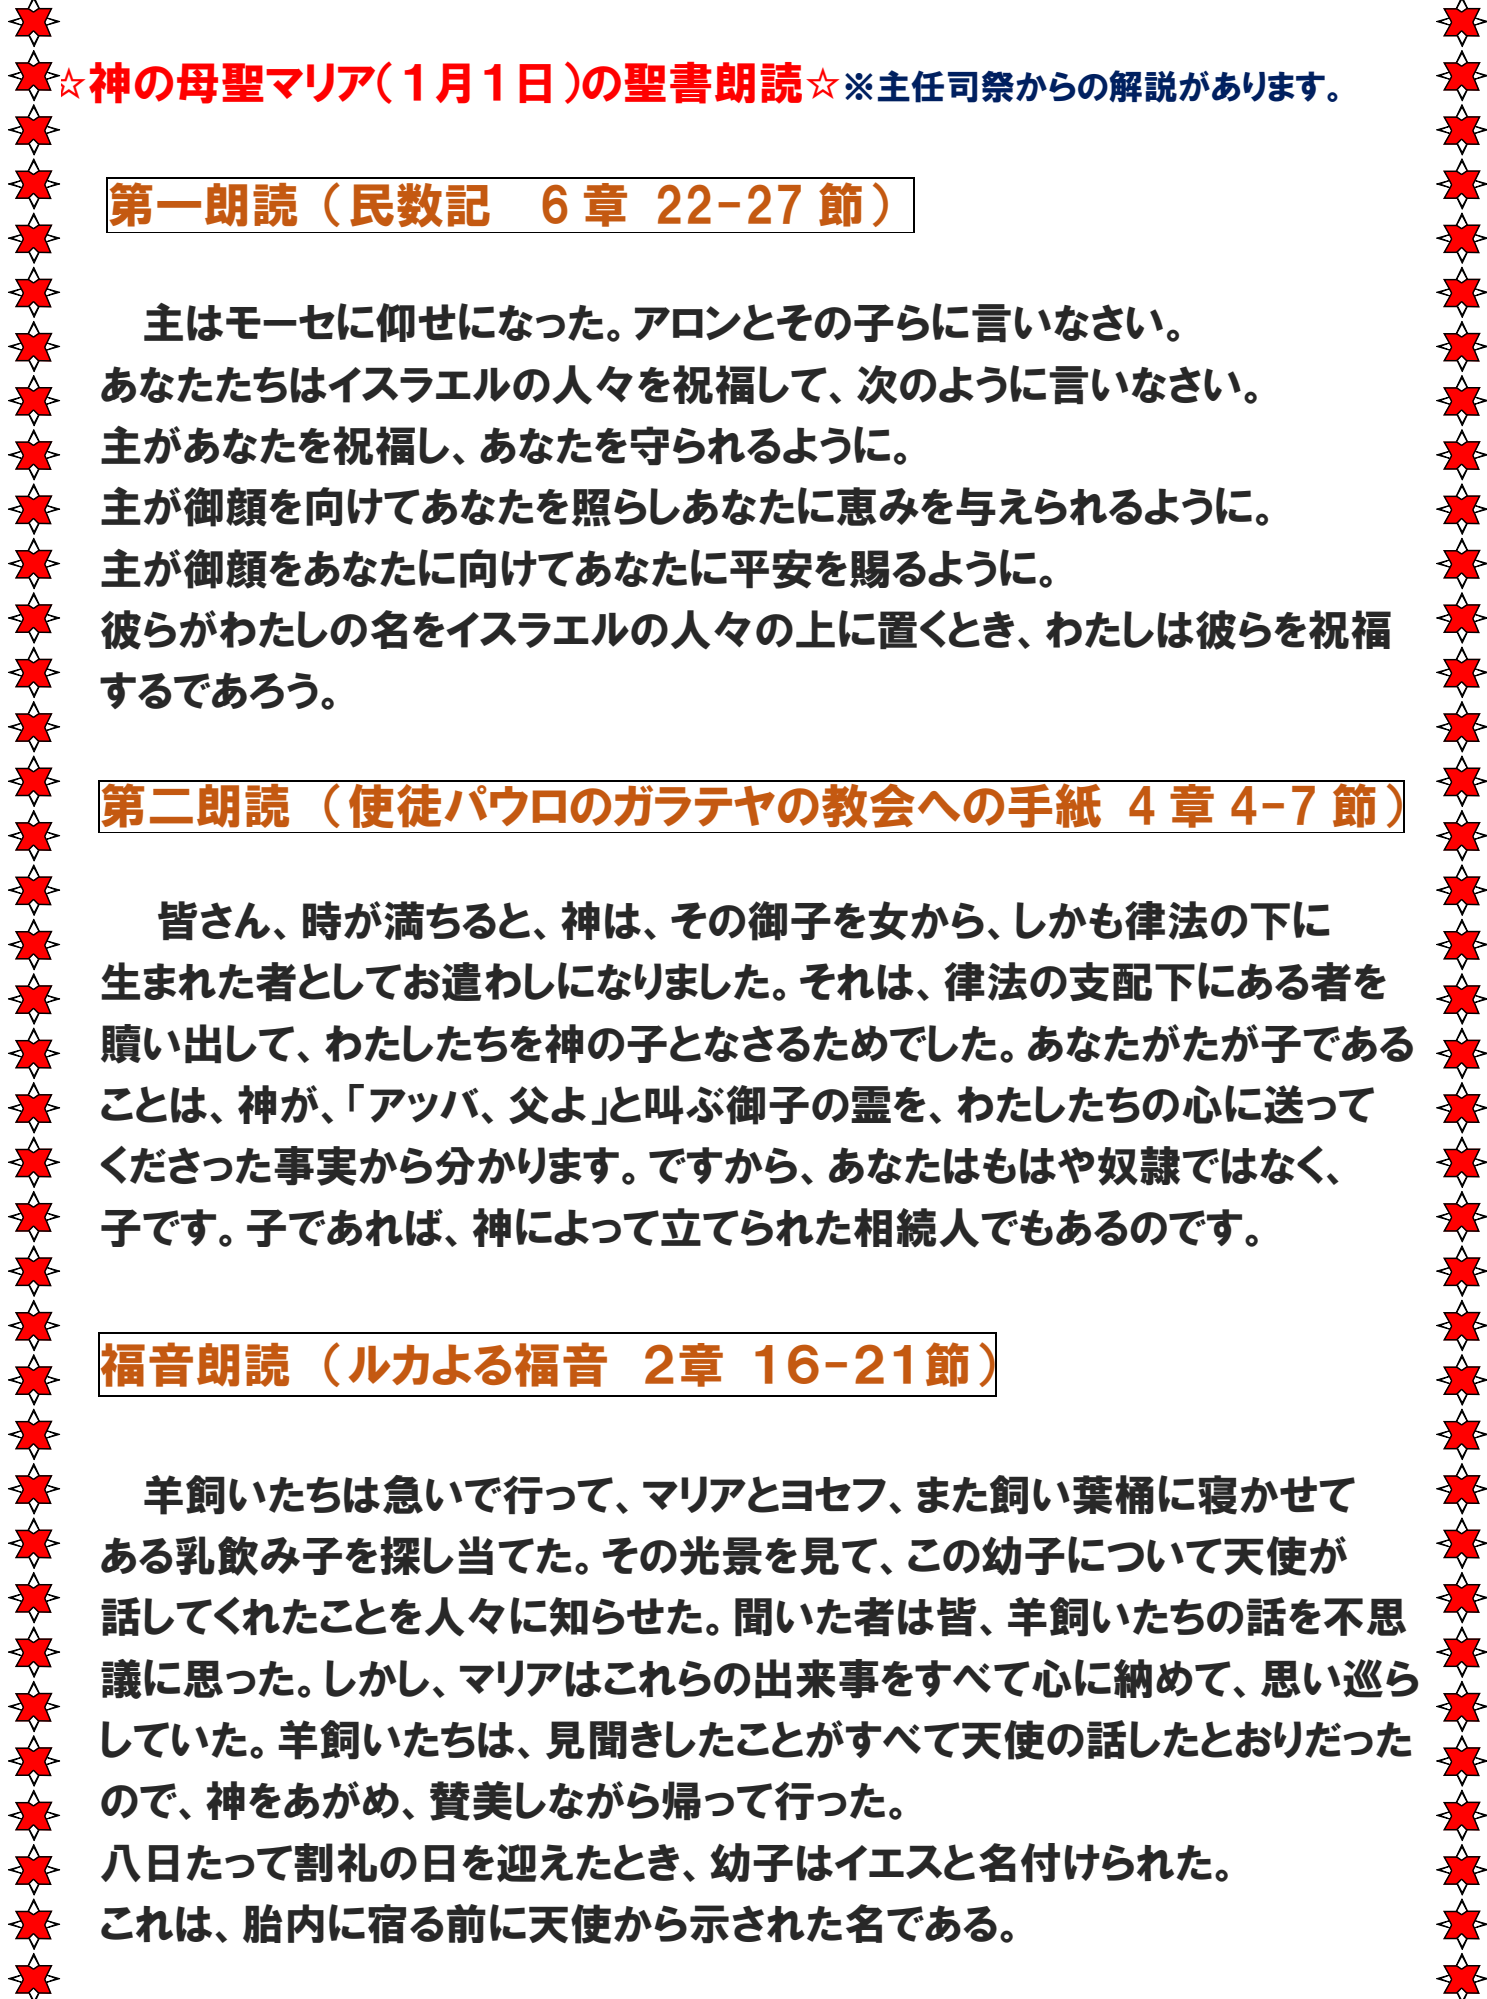 ☆神の母聖マリア(１月１日)の聖書朗読☆※主任司祭からの解説があります。
第一朗読（民数記　6 章 22-27 節）
主はモーセに仰せになった。アロンとその子らに言いなさい。
あなたたちはイスラエルの人々を祝福して、次のように言いなさい。
主があなたを祝福し、あなたを守られるように。
主が御顔を向けてあなたを照らしあなたに恵みを与えられるように。
主が御顔をあなたに向けてあなたに平安を賜るように。
彼らがわたしの名をイスラエルの人々の上に置くとき、わたしは彼らを祝福
するであろう。
第二朗読（使徒パウロのガラテヤの教会への手紙 4 章 4-7 節）
皆さん、時が満ちると、神は、その御子を女から、しかも律法の下に
生まれた者としてお遣わしになりました。それは、律法の支配下にある者を
贖い出して、わたしたちを神の子となさるためでした。あなたがたが子である
ことは、神が、「アッバ、父よ」と叫ぶ御子の霊を、わたしたちの心に送って
くださった事実から分かります。ですから、あなたはもはや奴隷ではなく、
子です。子であれば、神によって立てられた相続人でもあるのです。
福音朗読（ルカよる福音　２章 １６-２１節）
羊飼いたちは急いで行って、マリアとヨセフ、また飼い葉桶に寝かせて
ある乳飲み子を探し当てた。その光景を見て、この幼子について天使が
話してくれたことを人々に知らせた。聞いた者は皆、羊飼いたちの話を不思
議に思った。しかし、マリアはこれらの出来事をすべて心に納めて、思い巡ら
していた。羊飼いたちは、見聞きしたことがすべて天使の話したとおりだった
ので、神をあがめ、賛美しながら帰って行った。
八日たって割礼の日を迎えたとき、幼子はイエスと名付けられた。
これは、胎内に宿る前に天使から示された名である。